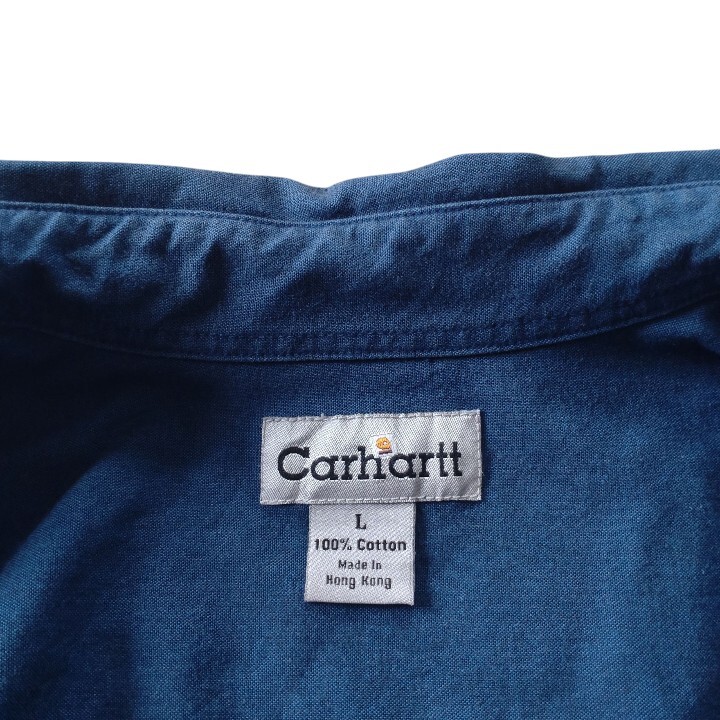 Carhartt
L
100% Cotton
Made In
Hong Kong